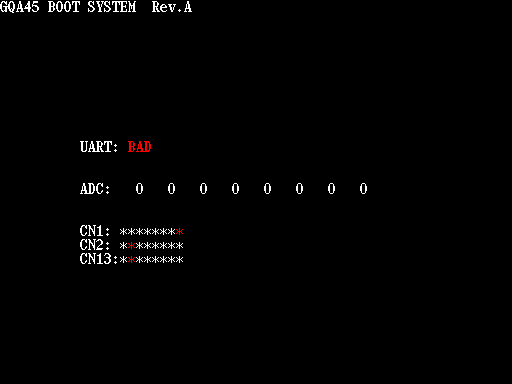 GQA45 BOOT SYSTEM  Rev.A
UART: BAD
ADC:   0   0   0   0   0   0   0   0
CN1: ********
CN2: ********
CN13:********